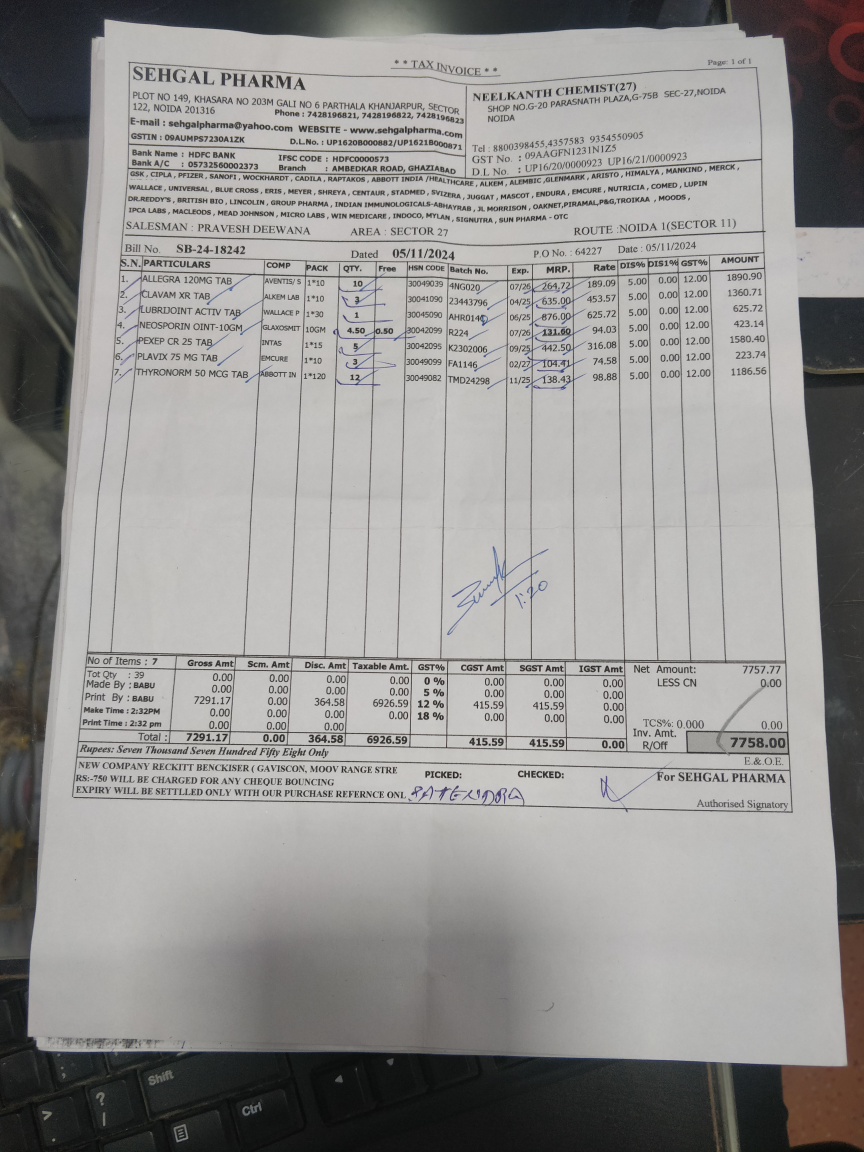 * * TAX INVOICE * *
Page: 1 of 1
SEHGAL PHARMA
PLOT NO 149, KHASARA NO 203M GALI NO 6 PARTHALA KHANJARPUR, SECTOR
122, NOIDA 201316
Phone : 7428196821, 7428196822, 7428196823
E-mail : sehgalpharma@yahoo.com WEBSITE - www.sehgalpharma.com
GSTIN : 09AUMPS7230A1ZK D.L.No. : UP1620B000882/UP1621B000871
Bank Name : HDFC BANK IFSC CODE : HDFC0000573
Bank A/C : 05732560002373 Branch : AMBEDKAR ROAD, GHAZIABAD
NEELKANTH CHEMIST(27)
SHOP NO.G-20 PARASNATH PLAZA,G-75B SEC-27,NOIDA
NOIDA
Tel : 8800398455,4357583 9354550905
GST No. : 09AAGFN1231N1Z5
D.L No. : UP16/20/0000923 UP16/21/0000923
GSK , CIPLA , PFIZER , SANOFI , WOCKHARDT , CADILA , RAPTAKOS , ABBOTT INDIA /HEALTHCARE , ALKEM , ALEMBIC ,GLENMARK , ARISTO , HIMALYA , MANKIND , MERCK ,
WALLACE , UNIVERSAL , BLUE CROSS , ERIS , MEYER , SHREYA , CENTAUR , STADMED , SVIZERA , JUGGAT , MASCOT , ENDURA , EMCURE , NUTRICIA , COMED , LUPIN
DR.REDDY'S , BRITISH BIO , LINCOLIN , GROUP PHARMA , INDIAN IMMUNOLOGICALS-ABHAYRAB , JL MORRISON , OAKNET,PIRAMAL,P&G,TROIKAA , MOODS ,
IPCA LABS , MACLEODS , MEAD JOHNSON , MICRO LABS , WIN MEDICARE , INDOCO, MYLAN , SIGNUTRA , SUN PHARMA - OTC
SALESMAN : PRAVESH DEEWANA AREA : SECTOR 27 ROUTE :NOIDA 1(SECTOR 11)
Bill No. SB-24-18242 Dated 05/11/2024 P.O No. : 64227 Date : 05/11/2024
S.N. PARTICULARS COMP PACK QTY. Free HSN CODE Batch No. Exp. MRP. Rate DIS% DIS1% GST% AMOUNT
1. ALLEGRA 120MG TAB AVENTIS/ S 1*10 10 30049039 4NG020 07/26 264.72 189.09 5.00 0.00 12.00 1890.90
2. CLAVAM XR TAB ALKEM LAB 1*10 3 30041090 23443796 04/25 635.00 453.57 5.00 0.00 12.00 1360.71
3. LUBRIJOINT ACTIV TAB WALLACE P 1*30 1 30045090 06/25 876.00 625.72 5.00 0.00 12.00 625.72
4. NEOSPORIN OINT-10GM GLAXOSMIT 10GM 4.50 0.50 30042099 R224 07/26 131.60 94.03 5.00 0.00 12.00 423.14
5. PEXEP CR 25 TAB INTAS 1*15 5 30042095 K2302006 09/25 442.50 316.08 5.00 0.00 12.00 1580.40
6. PLAVIX 75 MG TAB EMCURE 1*10 3 30049099 FA1146 02/27 104.41 74.58 5.00 0.00 12.00 223.74
7. THYRONORM 50 MCG TAB ABBOTT IN 1*120 12 30049082 TMD24298 11/25 138.43 98.88 5.00 0.00 12.00 1186.56
1:20
No of Items : 7 Gross Amt Scm. Amt Disc. Amt Taxable Amt. GST% CGST Amt SGST Amt IGST Amt Net Amount: 7757.77
Tot Qty : 39 0.00 0.00 0.00 0.00 0 % 0.00 0.00 0.00 LESS CN 0.00
Made By : BABU 0.00 0.00 0.00 0.00 5 % 0.00 0.00 0.00
Print By : BABU 7291.17 0.00 364.58 6926.59 12 % 415.59 415.59 0.00
Make Time : 2:32PM 0.00 0.00 0.00 0.00 18 % 0.00 0.00 0.00 TCS%: 0.000 0.00
Print Time : 2:32 pm 0.00 0.00 0.00
Total : 7291.17 0.00 364.58 6926.59 415.59 415.59 0.00 Inv. Amt. R/Off 7758.00
Rupees: Seven Thousand Seven Hundred Fifty Eight Only
E.& O.E.
NEW COMPANY RECKITT BENCKISER ( GAVISCON, MOOV RANGE STRE PICKED: CHECKED: For SEHGAL PHARMA
RS:-750 WILL BE CHARGED FOR ANY CHEQUE BOUNCING
EXPIRY WILL BE SETTLLED ONLY WITH OUR PURCHASE REFERNCE ONL Authorised Signatory
Shift
Ctrl
>
?
/